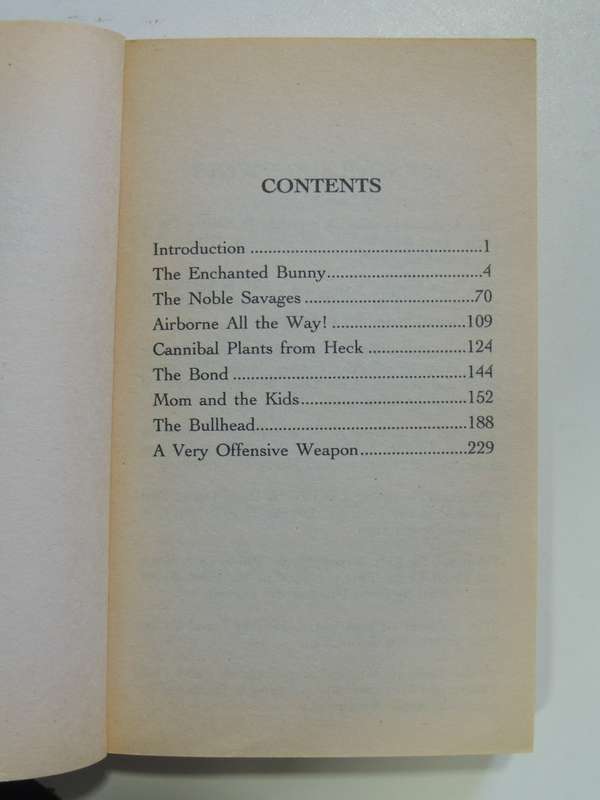 CONTENTS
Introduction ......................................................1
The Enchanted Bunny....................................4
The Noble Savages .......................................70
Airborne All the Way! ...............................109
Cannibal Plants from Heck .......................124
The Bond ......................................................144
Mom and the Kids.......................................152
The Bullhead.................................................188
A Very Offensive Weapon.........................229